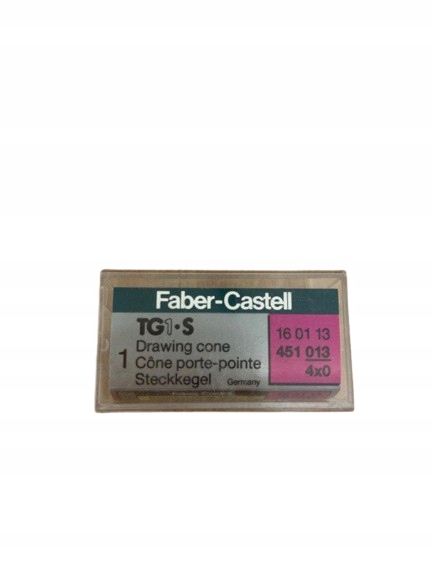 Faber-Castell
TG1•S
1 Drawing cone
Cône porte-pointe
Steckkegel Germany
16 01 13
451 013
4x0